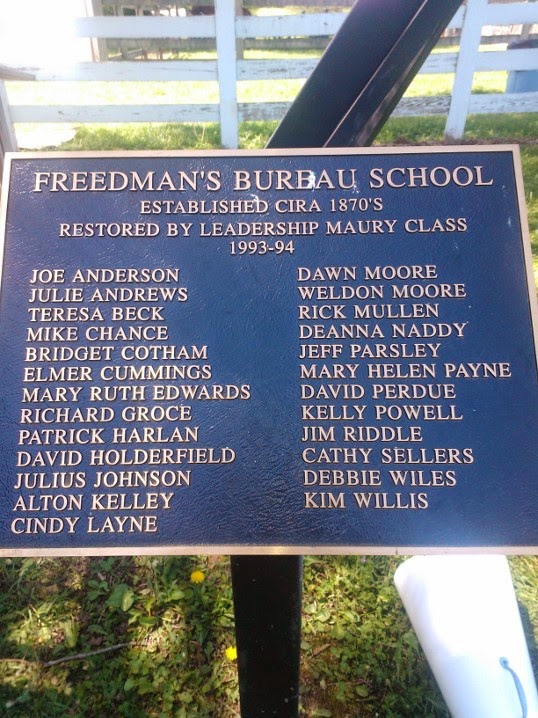 FREEDMAN'S BUREAU SCHOOL
ESTABLISHED CIRA 1870'S
RESTORED BY LEADERSHIP MAURY CLASS
1993-94
JOE ANDERSON
JULIE ANDREWS
TERESA BECK
MIKE CHANCE
BRIDGET COTHAM
ELMER CUMMINGS
MARY RUTH EDWARDS
RICHARD GROCE
PATRICK HARLAN
DAVID HOLDERFIELD
JULIUS JOHNSON
ALTON KELLEY
CINDY LAYNE
DAWN MOORE
WELDON MOORE
RICK MULLEN
DEANNA NADDY
JEFF PARSLEY
MARY HELEN PAYNE
DAVID PERDUE
KELLY POWELL
JIM RIDDLE
CATHY SELLERS
DEBBIE WILES
KIM WILLIS